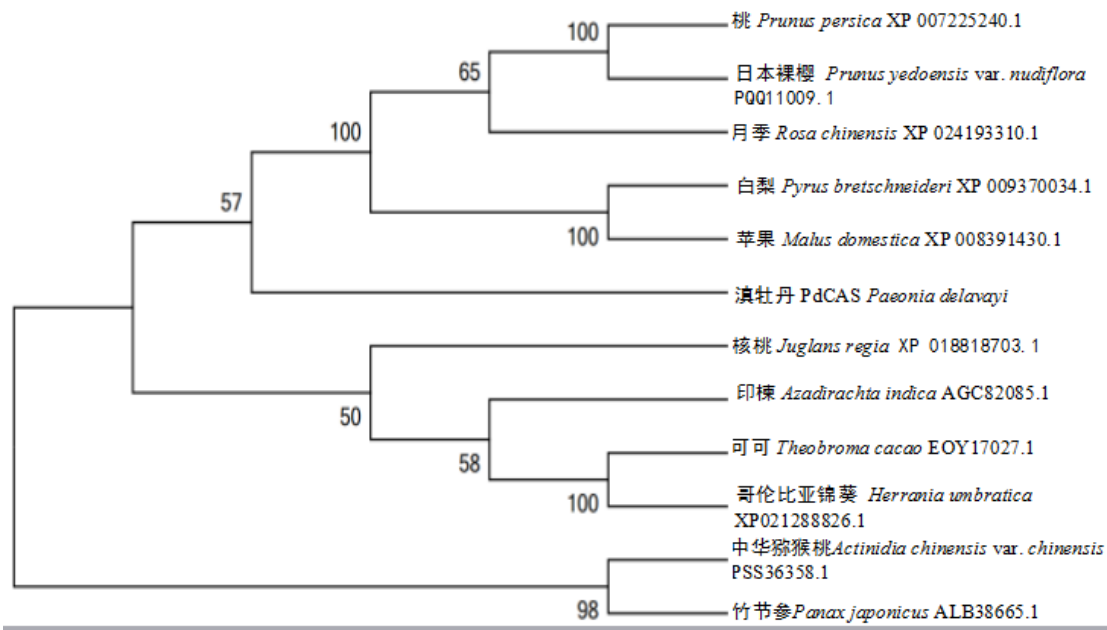 100
桃 Prunus persica XP 007225240.1
65
日本裸樱 Prunus yedoensis var. nudiflora
PQQ11009.1
100
月季 Rosa chinensis XP 024193310.1
57
白梨 Pyrus bretschneideri XP 009370034.1
100
苹果 Malus domestica XP 008391430.1
滇牡丹 PdCAS Paeonia delavayi
核桃 Juglans regia XP 018818703.1
50
印楝 Azadirachta indica AGC82085.1
58
可可 Theobroma cacao EOY17027.1
100
哥伦比亚锦葵 Herrania umbratica
XP021288826.1
中华猕猴桃Actinidia chinensis var. chinensis
PSS36358.1
98
竹节参Panax japonicus ALB38665.1